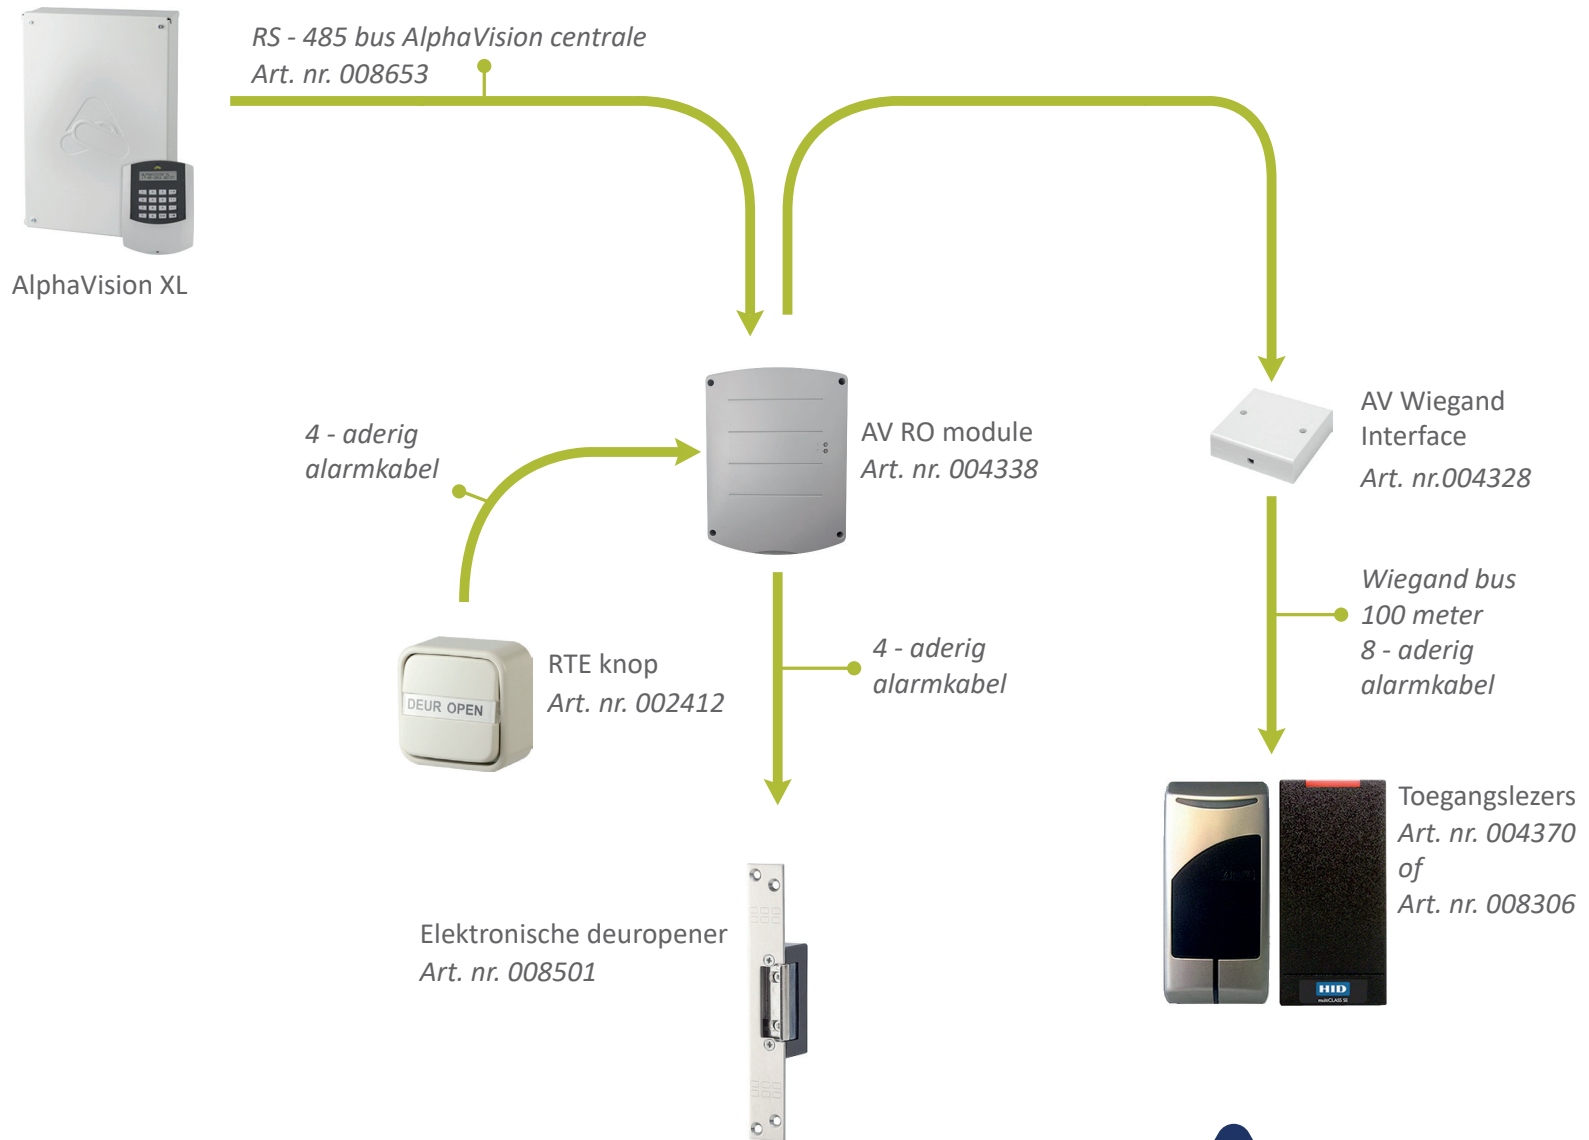 RS - 485 bus AlphaVision centrale
Art. nr. 008653
AlphaVision XL
4 - aderig
alarmkabel
AV RO module
Art. nr. 004338
AV Wiegand
Interface
Art. nr.004328
RTE knop
Art. nr. 002412
DEUR OPEN
4 - aderig
alarmkabel
Wiegand bus
100 meter
8 - aderig
alarmkabel
Toegangslezers
Art. nr. 004370
of
Art. nr. 008306
HID
multiCLASS SE
Elektronische deuropener
Art. nr. 008501